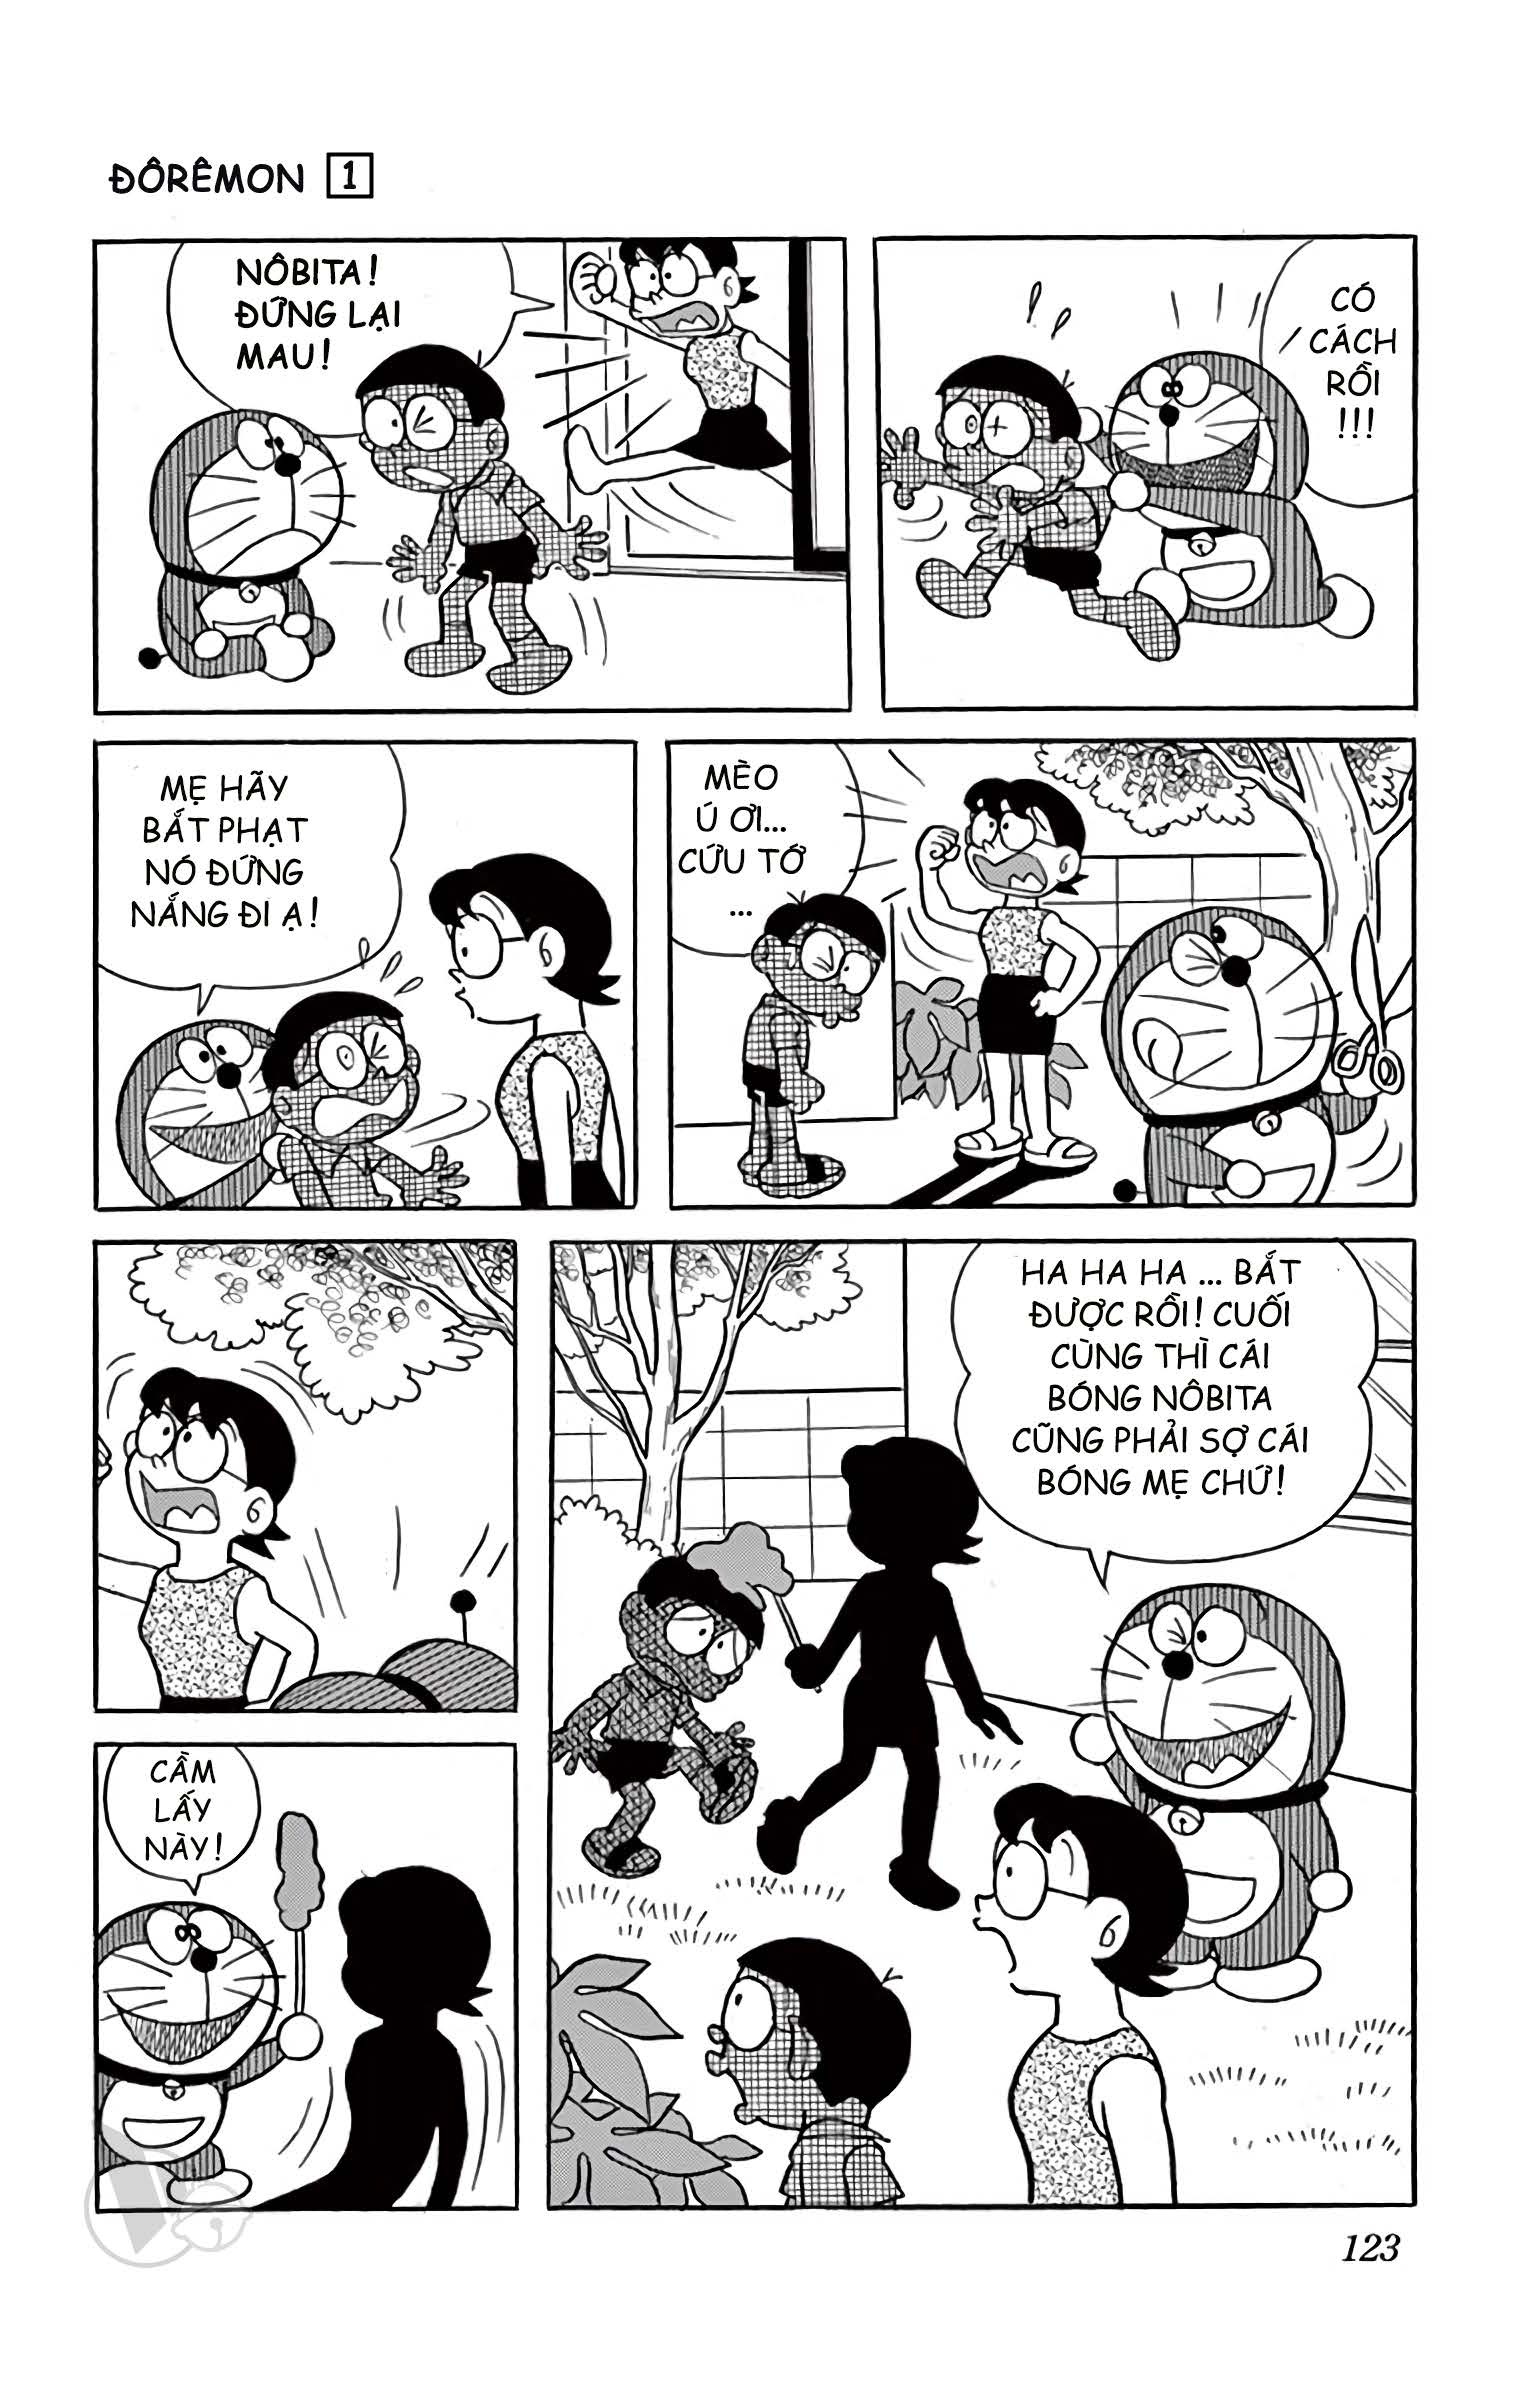 ĐÔRÊMON 1
NÔBITA!
ĐỨNG LẠI
MAU!
CÓ
CÁCH
RỒI
!!!
MẸ HÃY
BẮT PHẠT
NÓ ĐỨNG
NẮNG ĐI Ạ!
MÈO
Ú ƠI...
CỨU TỚ
...
CẦM
LẤY
NÀY!
HA HA HA ... BẮT
ĐƯỢC RỒI! CUỐI
CÙNG THÌ CÁI
BÓNG NÔBITA
CŨNG PHẢI SỢ CÁI
BÓNG MẸ CHỨ!
123